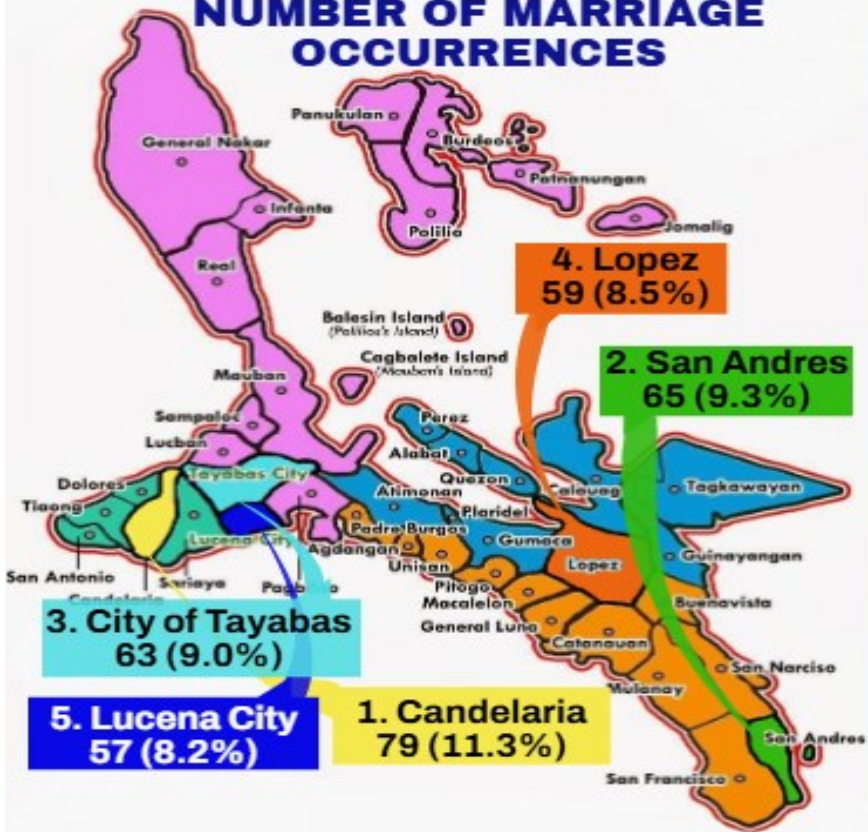 NUMBER OF MARRIAGE
OCCURRENCES
Panukulan
General Nakar
Burdeos
Patnanungan
Infanta
Polilio
Jomalig
4. Lopez
59 (8.5%)
Real
Balesin Island
(Polilio's Island)
Cagbalete Island
(Mauban's Island)
2. San Andres
65 (9.3%)
Mauban
Sampaloc
Perez
Lucban
Alabat
Tayabas City
Dolores
Quezon
Calauag
Tagkawayan
Tiaong
Atimonan
Plaridel
Padre Burgos
Lucena City
Agdangan
Gumaca
Guinayangan
Unisan
Lopez
San Antonio
Sariaya
Candelaria
Pitogo
Macalelon
Buenavista
3. City of Tayabas
63 (9.0%)
General Luna
Catanauan
San Narciso
Mulanay
5. Lucena City
57 (8.2%)
1. Candelaria
79 (11.3%)
San Andres
San Francisco